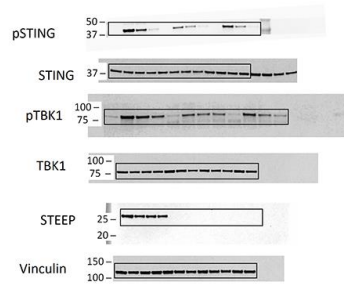 pSTING 50 –
37 –
STING 37 –
pTBK1 100 –
75 –
TBK1 100 –
75 –
STEEP 25 –
20 –
Vinculin 150 –
100 –